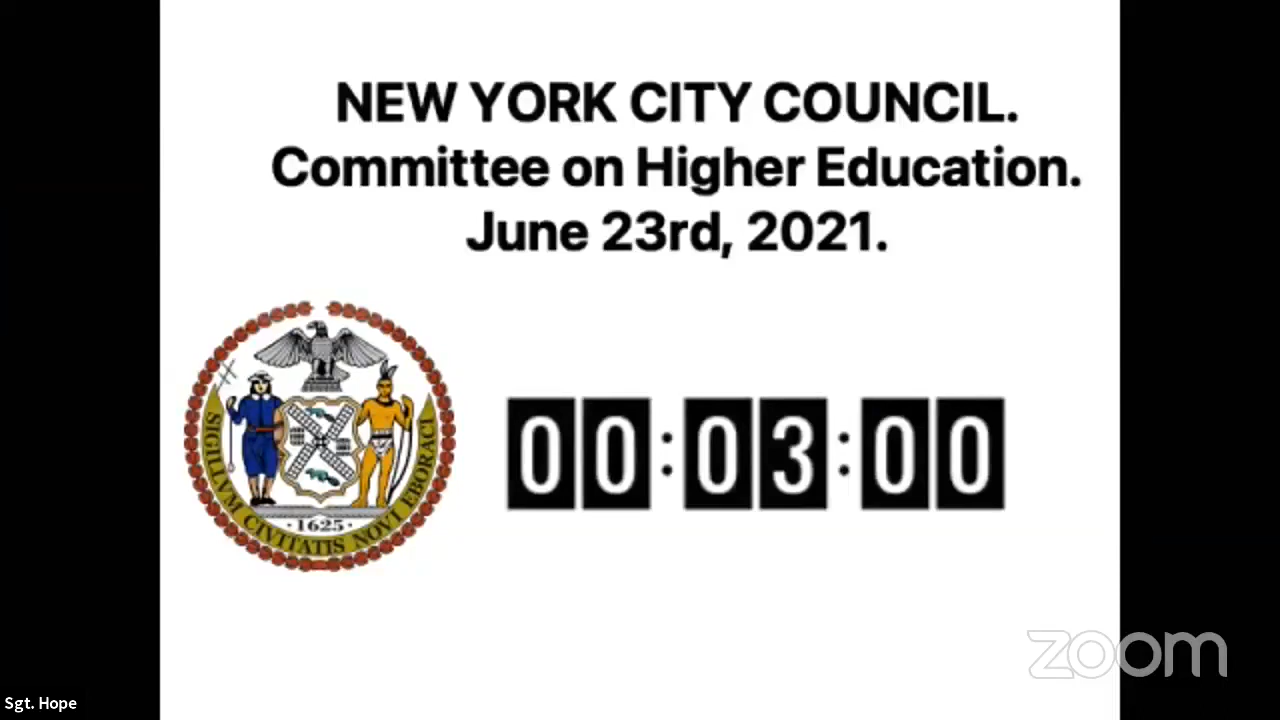 NEW YORK CITY COUNCIL.
Committee on Higher Education.
June 23rd, 2021.
SIGILLVM CIVITATIS NOVI EBORACI
·1625·
00:03:00
zoom
Sgt. Hope